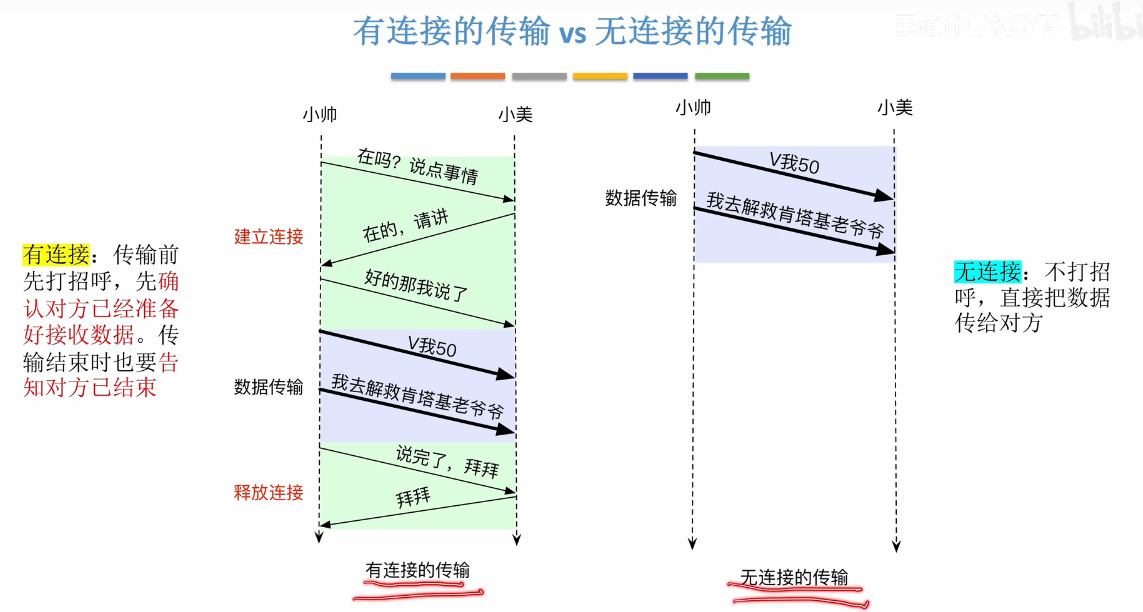 有连接的传输 vs 无连接的传输
小帅
小美
在吗？说点事情
在的，请讲
好的那我说了
建立连接
V我50
我去解救肯塔基老爷爷
数据传输
说完了，拜拜
拜拜
释放连接
有连接的传输
有连接：传输前
先打招呼，先确
认对方已经准备
好接收数据。传
输结束时也要告
知对方已结束
小帅
小美
V我50
我去解救肯塔基老爷爷
数据传输
无连接的传输
无连接：不打招
呼，直接把数据
传给对方